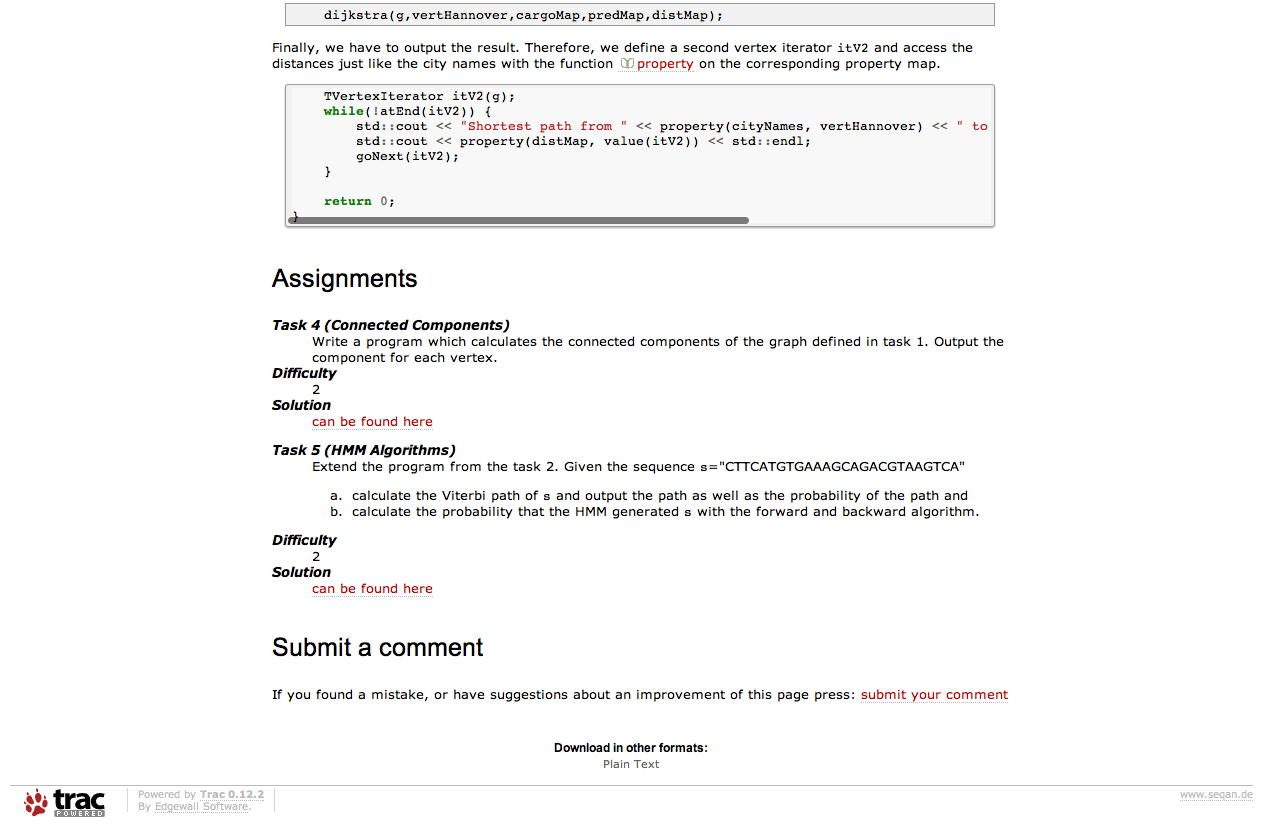 dijkstra(g,vertHannover,cargoMap,predMap,distMap);
Finally, we have to output the result. Therefore, we define a second vertex iterator itV2 and access the
distances just like the city names with the function property on the corresponding property map.
TVertexIterator itV2(g);
while(!atEnd(itV2)) {
std::cout << "Shortest path from " << property(cityNames, vertHannover) << " to
std::cout << property(distMap, value(itV2)) << std::endl;
goNext(itV2);
}
return 0;
}
Assignments
Task 4 (Connected Components)
Write a program which calculates the connected components of the graph defined in task 1. Output the
component for each vertex.
Difficulty
2
Solution
can be found here
Task 5 (HMM Algorithms)
Extend the program from the task 2. Given the sequence s="CTTCATGTGAAAGCAGACGTAAGTCA"
a. calculate the Viterbi path of s and output the path as well as the probability of the path and
b. calculate the probability that the HMM generated s with the forward and backward algorithm.
Difficulty
2
Solution
can be found here
Submit a comment
If you found a mistake, or have suggestions about an improvement of this page press: submit your comment
Download in other formats:
Plain Text
trac
POWERED
Powered by Trac 0.12.2
By Edgewall Software.
www.seqan.de